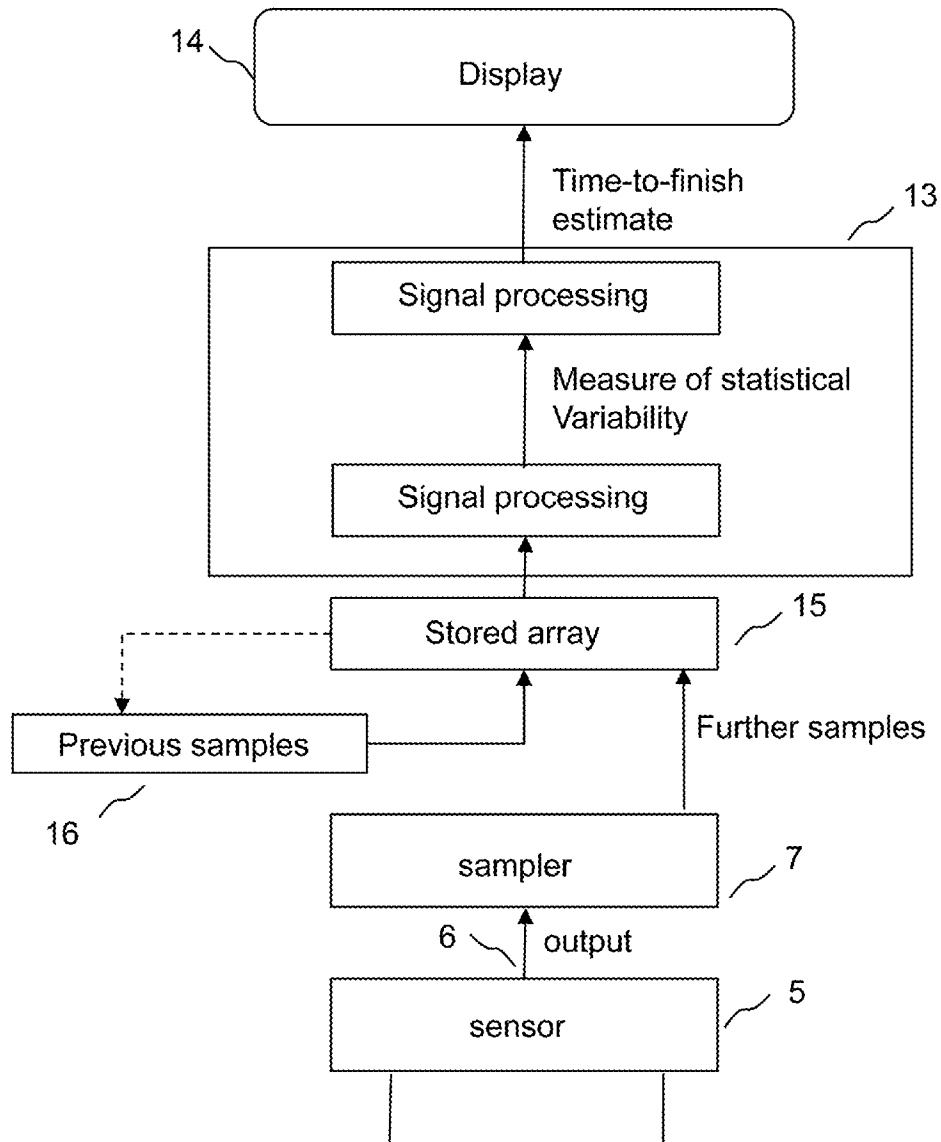 14
Display
Time-to-finish
estimate
13
Signal processing
Measure of statistical
Variability
Signal processing
15
Stored array
Previous samples
Further samples
16
sampler
7
6
output
5
sensor